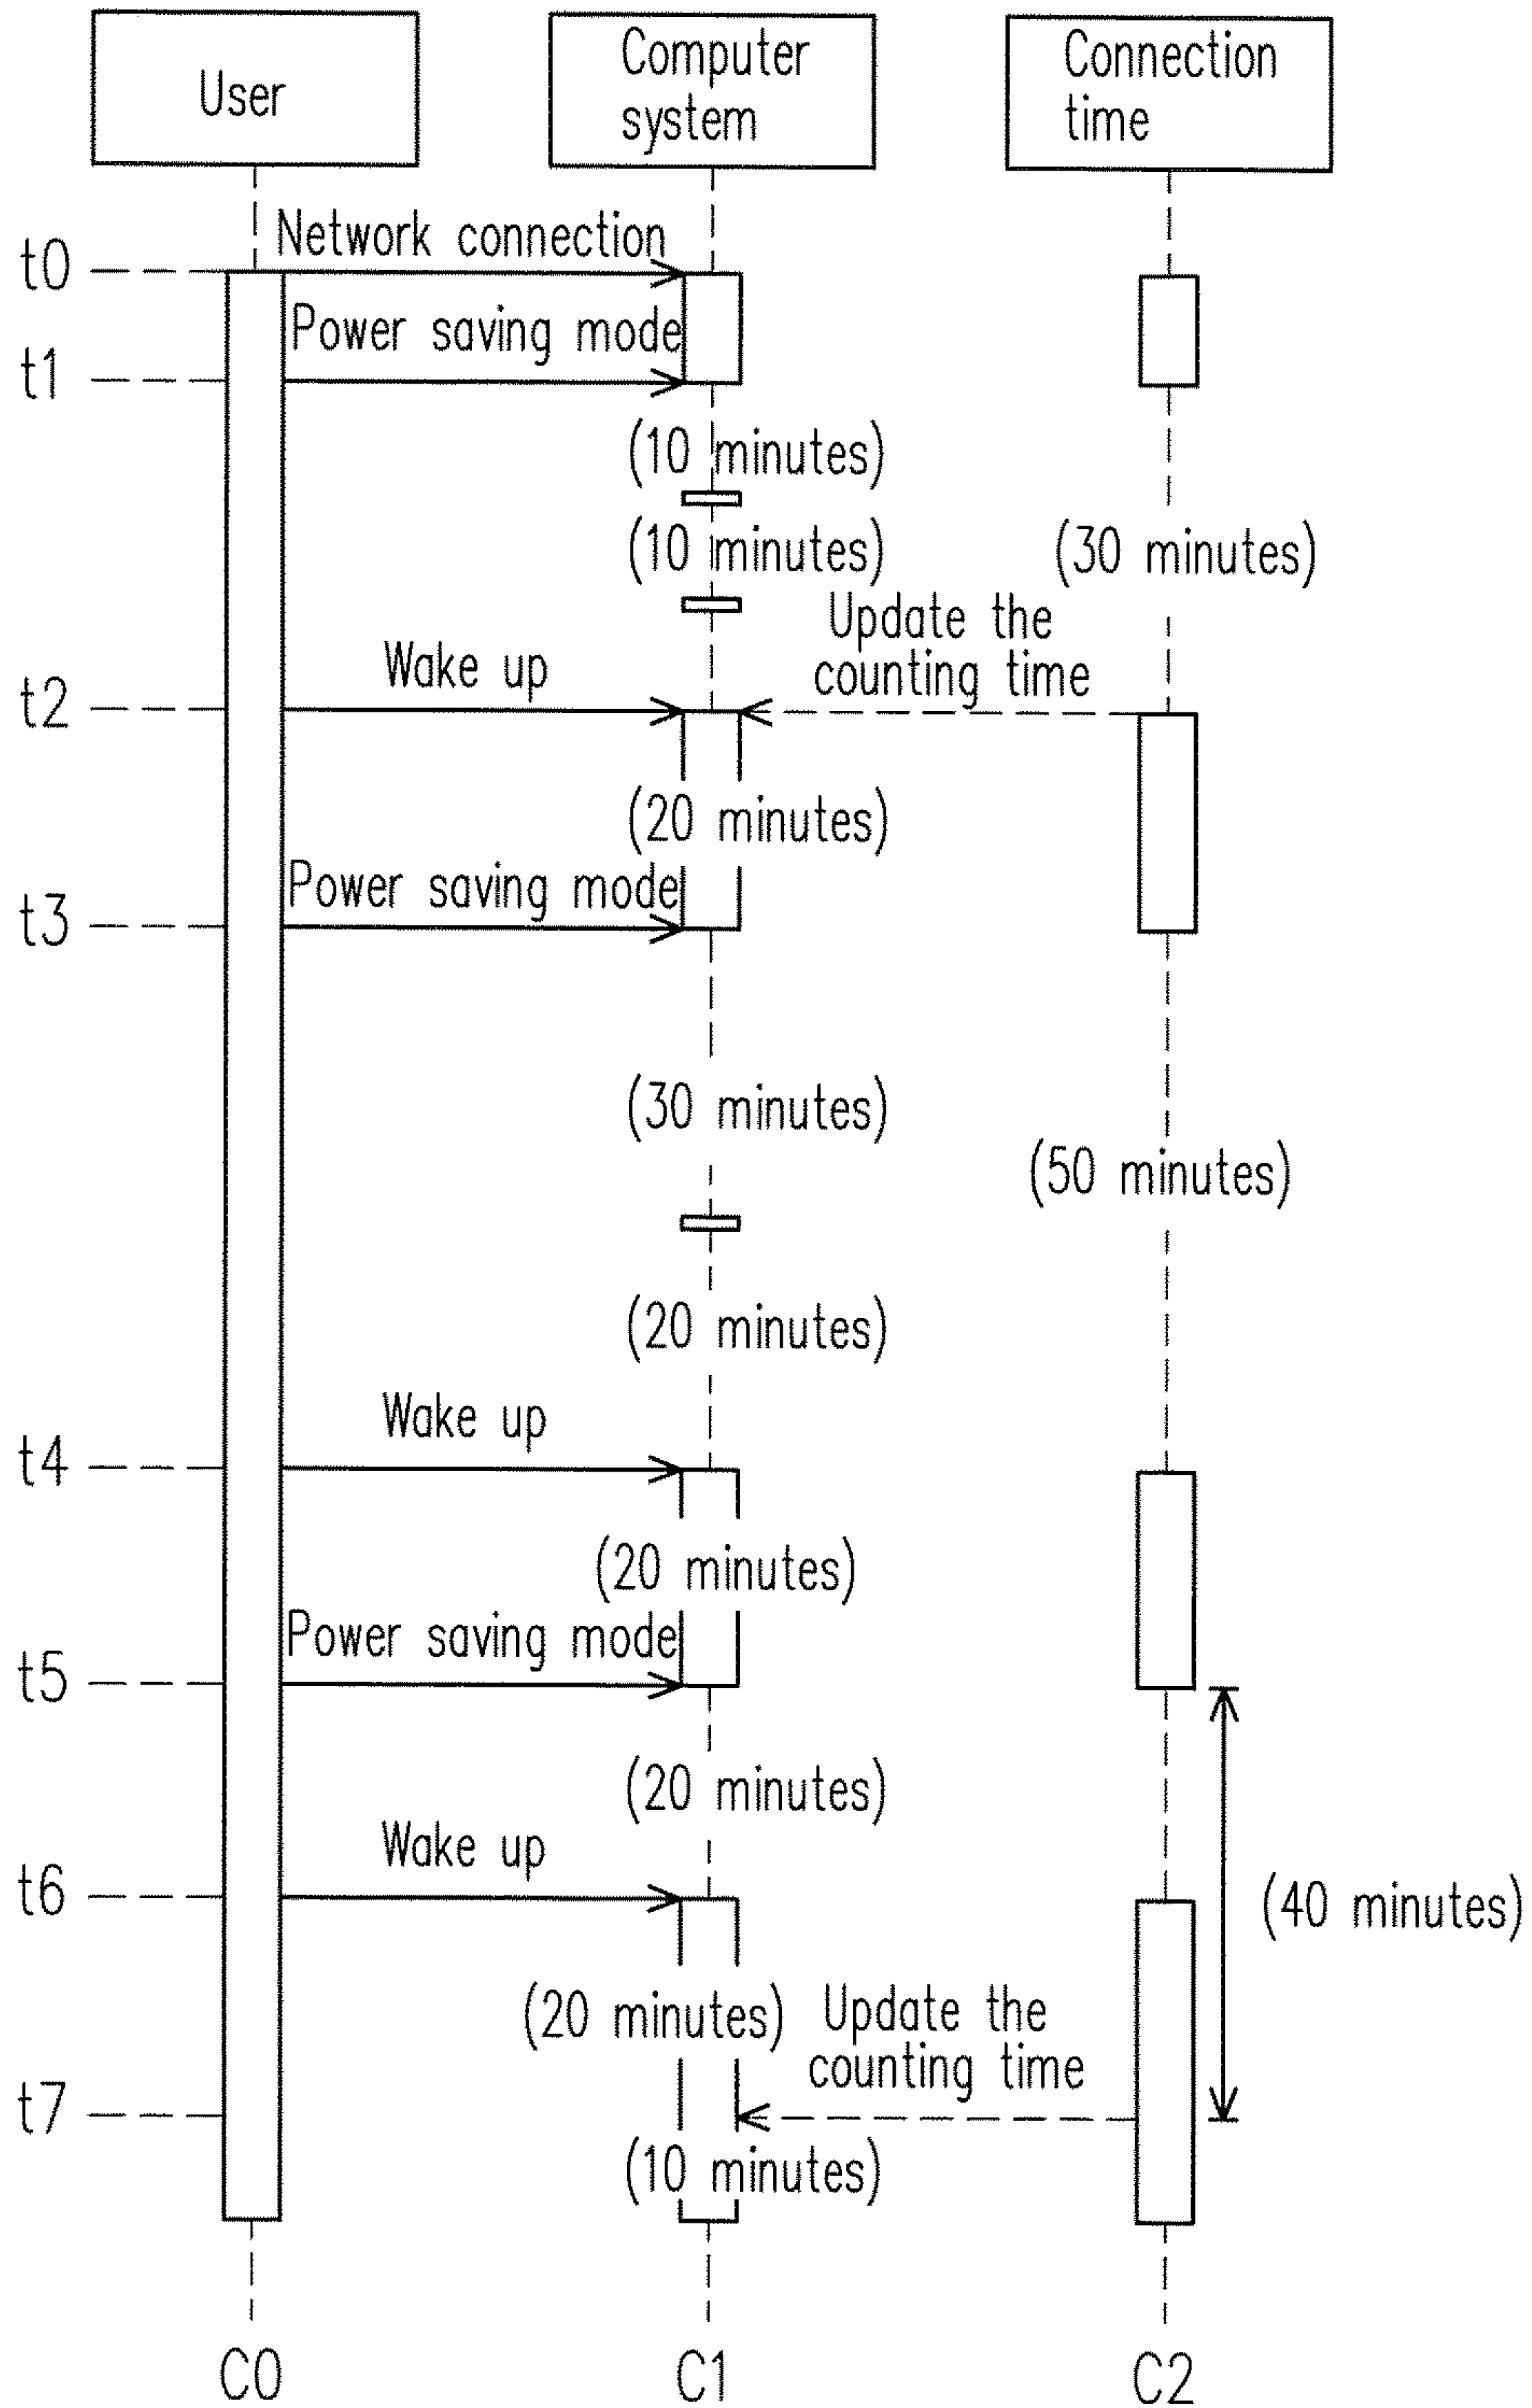 User
Computer
system
Connection
time
Network connection
t0
Power saving mode
t1
(10 minutes)
(10 minutes)
(30 minutes)
Update the
counting time
Wake up
t2
(20 minutes)
Power saving mode
t3
(30 minutes)
(50 minutes)
(20 minutes)
Wake up
t4
(20 minutes)
Power saving mode
t5
(20 minutes)
Wake up
t6
(40 minutes)
(20 minutes)
Update the
counting time
t7
(10 minutes)
C0
C1
C2